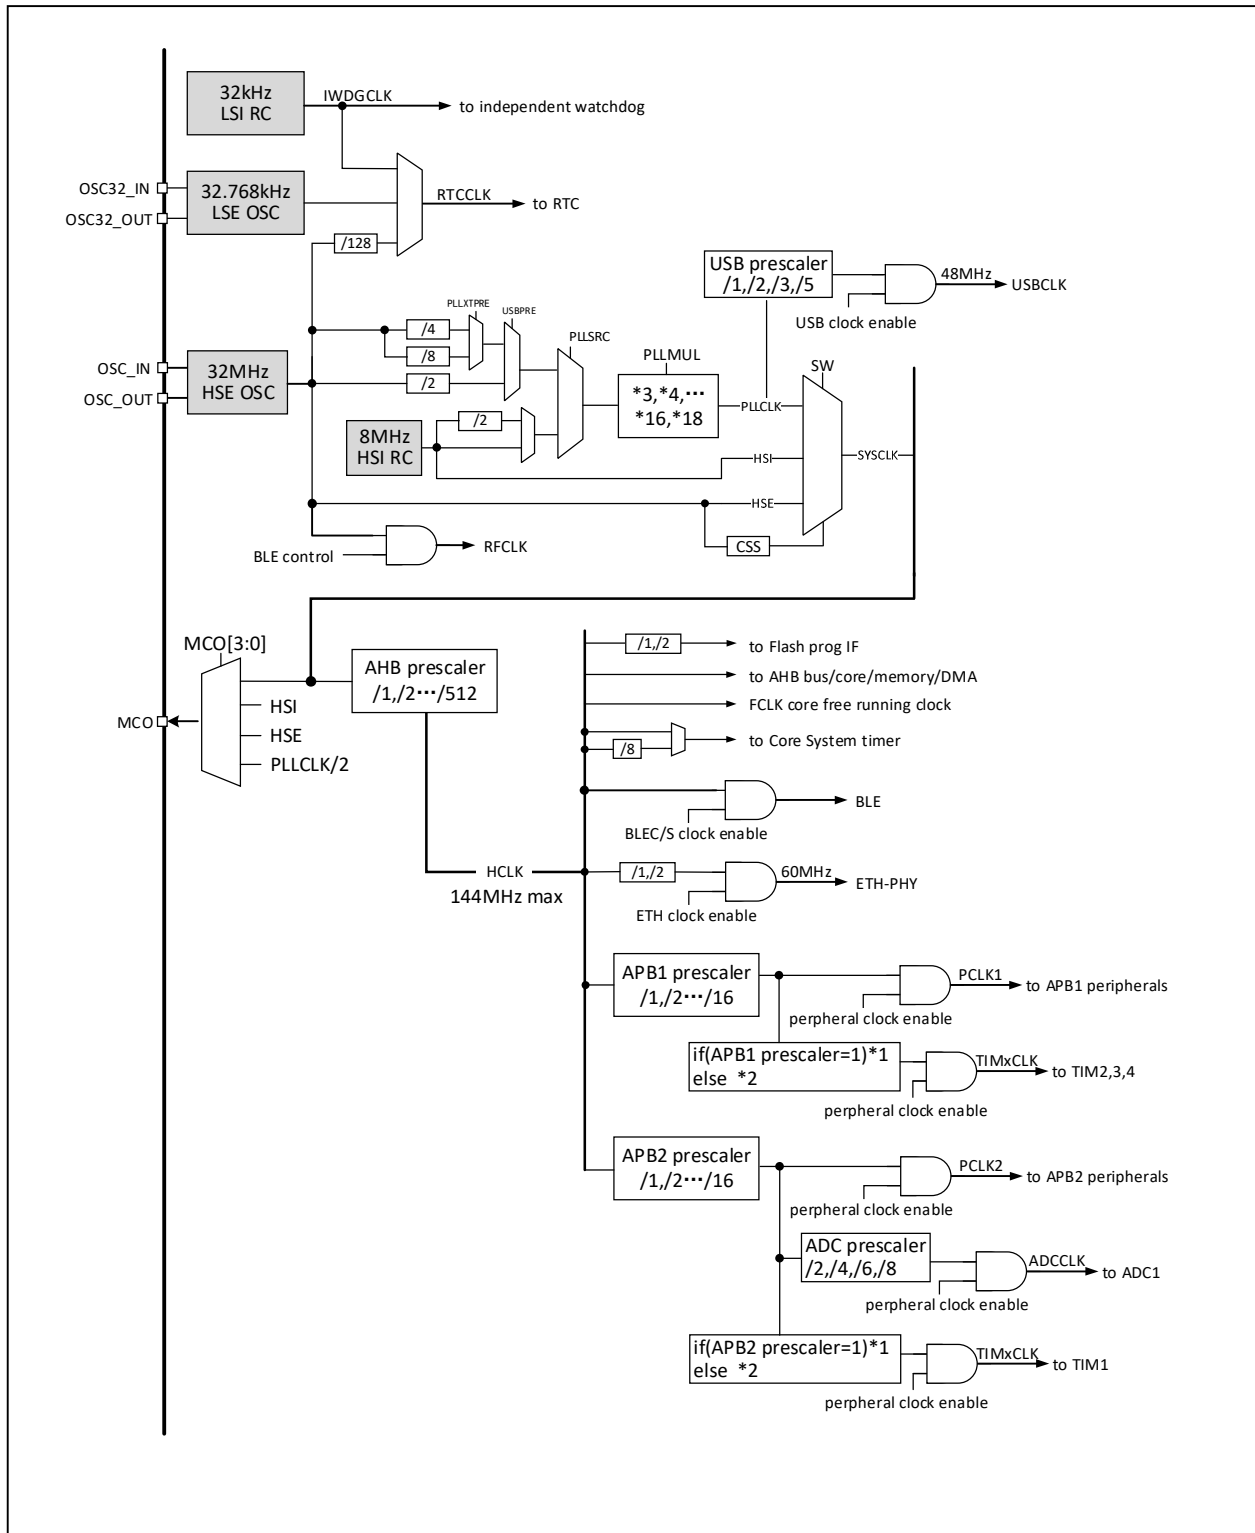 32kHz
LSI RC
IWDGCLK
to independent watchdog
OSC32_IN
OSC32_OUT
32.768kHz
LSE OSC
RTCCLK
to RTC
/128
USB prescaler
/1,/2,/3,/5
48MHz
USBCLK
USB clock enable
PLLXTPRE
USBPRE
/4
/8
/2
PLLSRC
PLLMUL
*3,*4,···
*16,*18
PLLCLK
SW
OSC_IN
OSC_OUT
32MHz
HSE OSC
/2
8MHz
HSI RC
HSI
SYSCLK
HSE
CSS
BLE control
RFCLK
MCO[3:0]
HSI
HSE
PLLCLK/2
MCO
AHB prescaler
/1,/2···/512
/1,/2
to Flash prog IF
to AHB bus/core/memory/DMA
FCLK core free running clock
/8
to Core System timer
BLE
BLEC/S clock enable
HCLK
144MHz max
/1,/2
60MHz
ETH-PHY
ETH clock enable
APB1 prescaler
/1,/2···/16
PCLK1
to APB1 peripherals
perpheral clock enable
if(APB1 prescaler=1)*1
else *2
TIMxCLK
to TIM2,3,4
perpheral clock enable
APB2 prescaler
/1,/2···/16
PCLK2
to APB2 peripherals
perpheral clock enable
ADC prescaler
/2,/4,/6,/8
ADCCLK
to ADC1
perpheral clock enable
if(APB2 prescaler=1)*1
else *2
TIMxCLK
to TIM1
perpheral clock enable